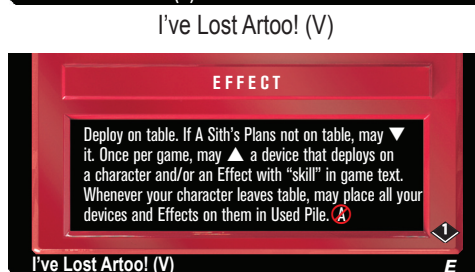 I've Lost Artoo! (V)
EFFECT
Deploy on table. If A Sith's Plans not on table, may ▼
it. Once per game, may ▲ a device that deploys on
a character and/or an Effect with "skill" in game text.
Whenever your character leaves table, may place all your
devices and Effects on them in Used Pile. Ⓐ
1
I've Lost Artoo! (V)
E